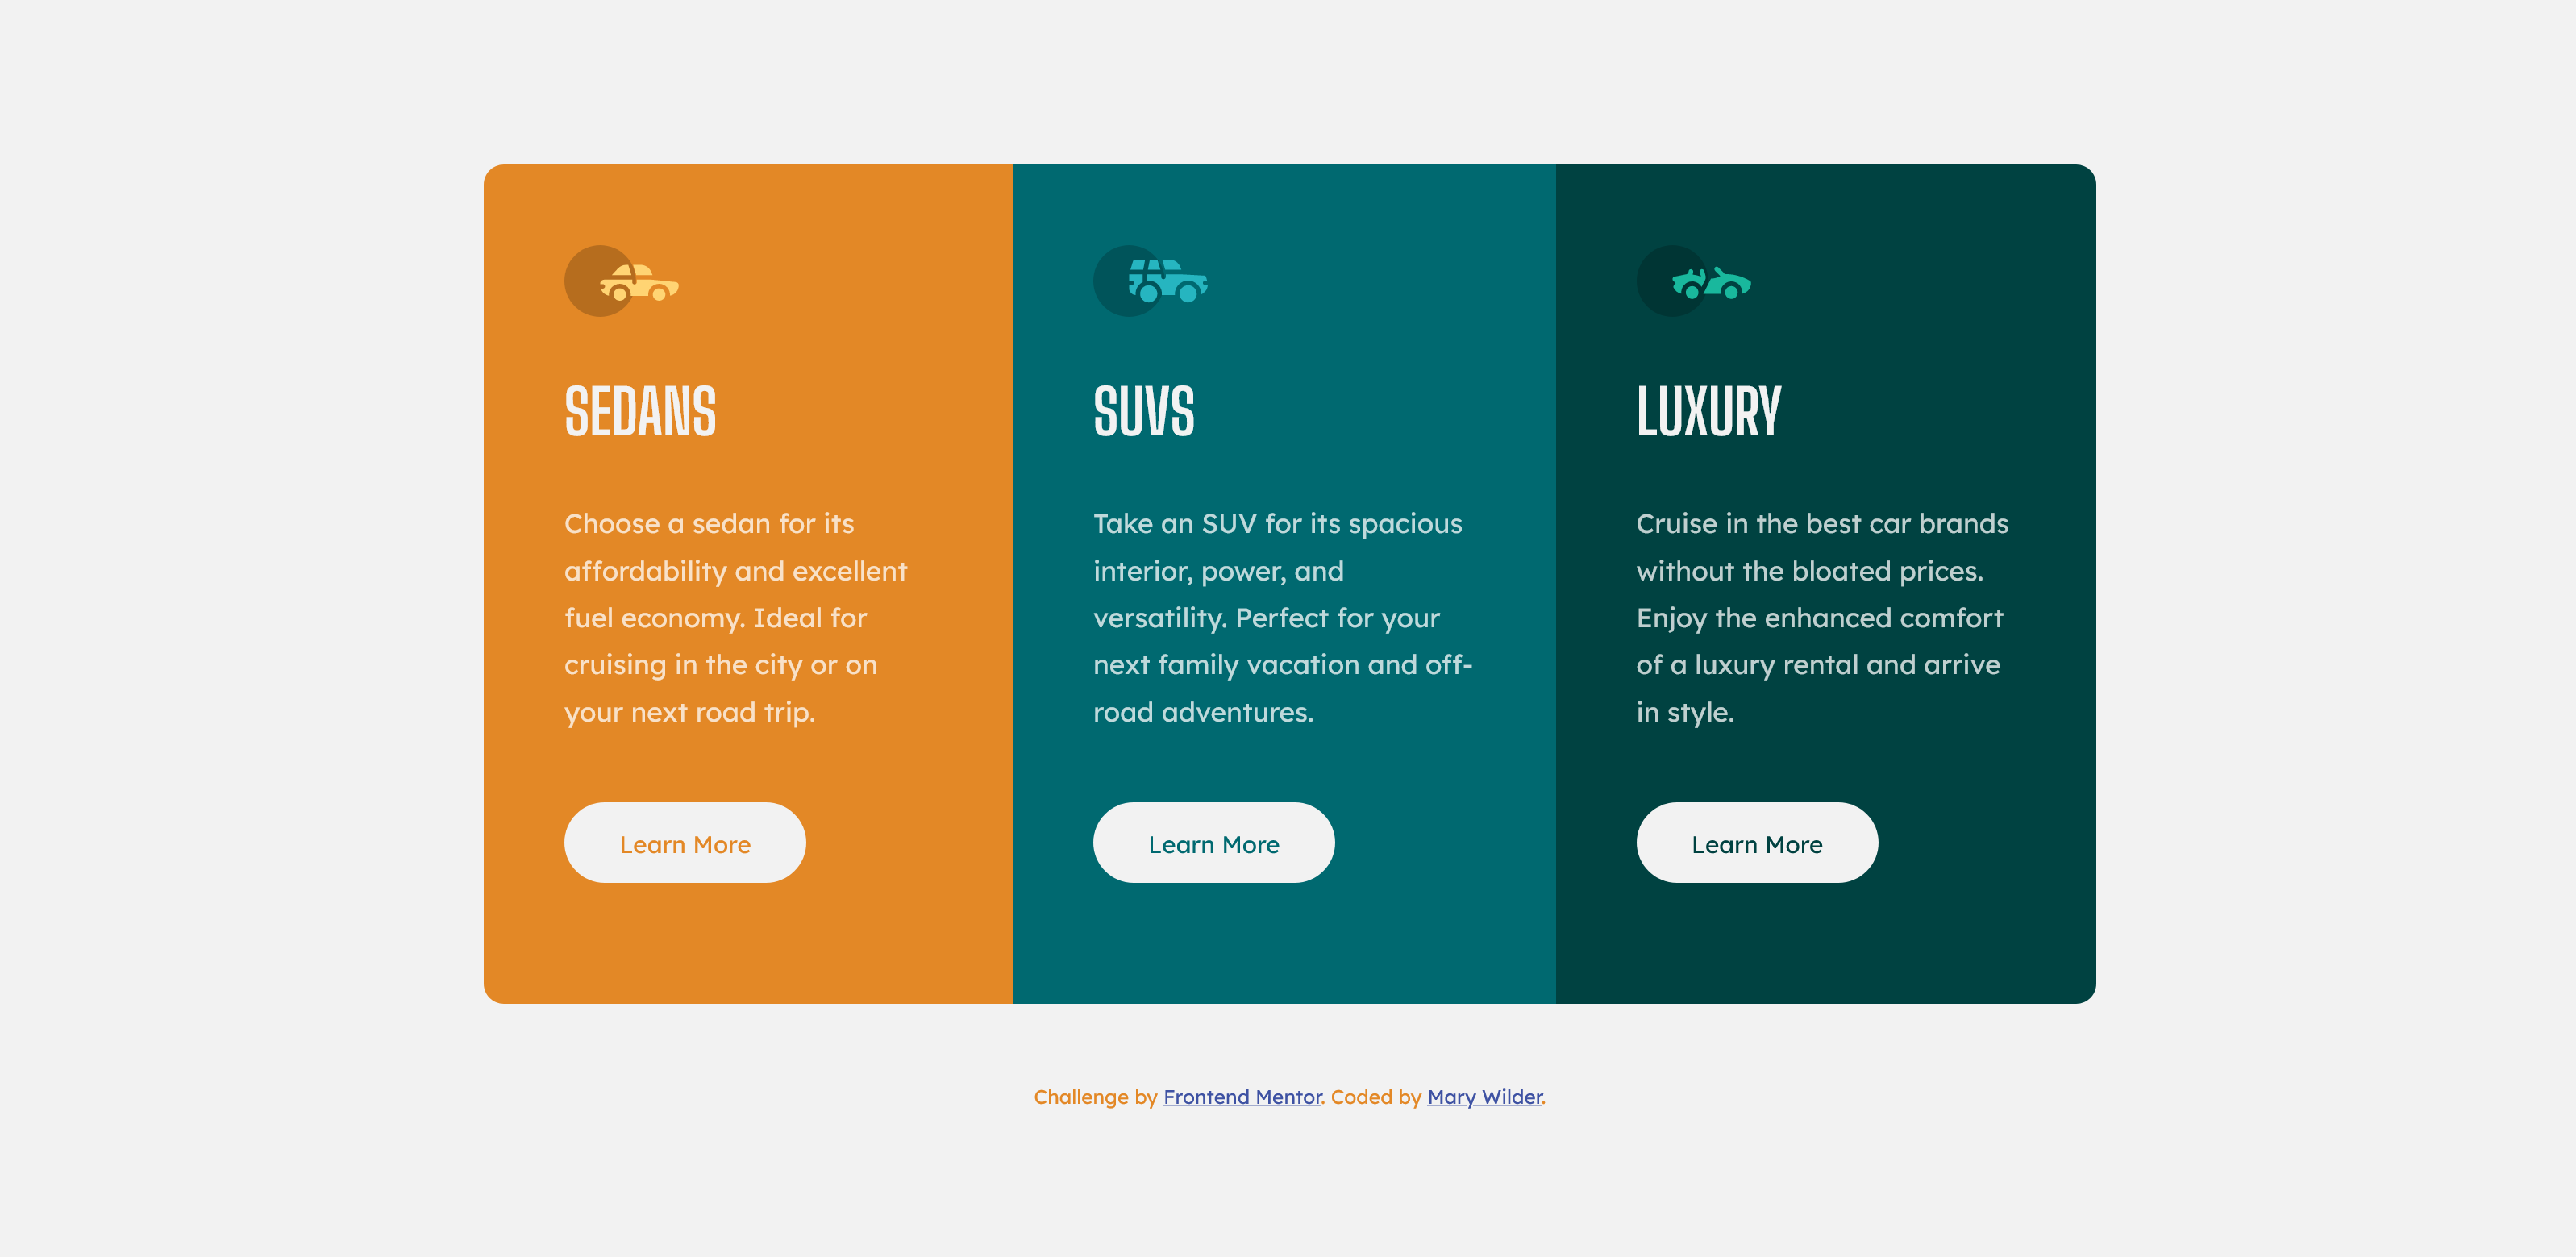 SEDANS
Choose a sedan for its
affordability and excellent
fuel economy. Ideal for
cruising in the city or on
your next road trip.
Learn More
SUVS
Take an SUV for its spacious
interior, power, and
versatility. Perfect for your
next family vacation and off-
road adventures.
Learn More
LUXURY
Cruise in the best car brands
without the bloated prices.
Enjoy the enhanced comfort
of a luxury rental and arrive
in style.
Learn More
Challenge by Frontend Mentor. Coded by Mary Wilder.